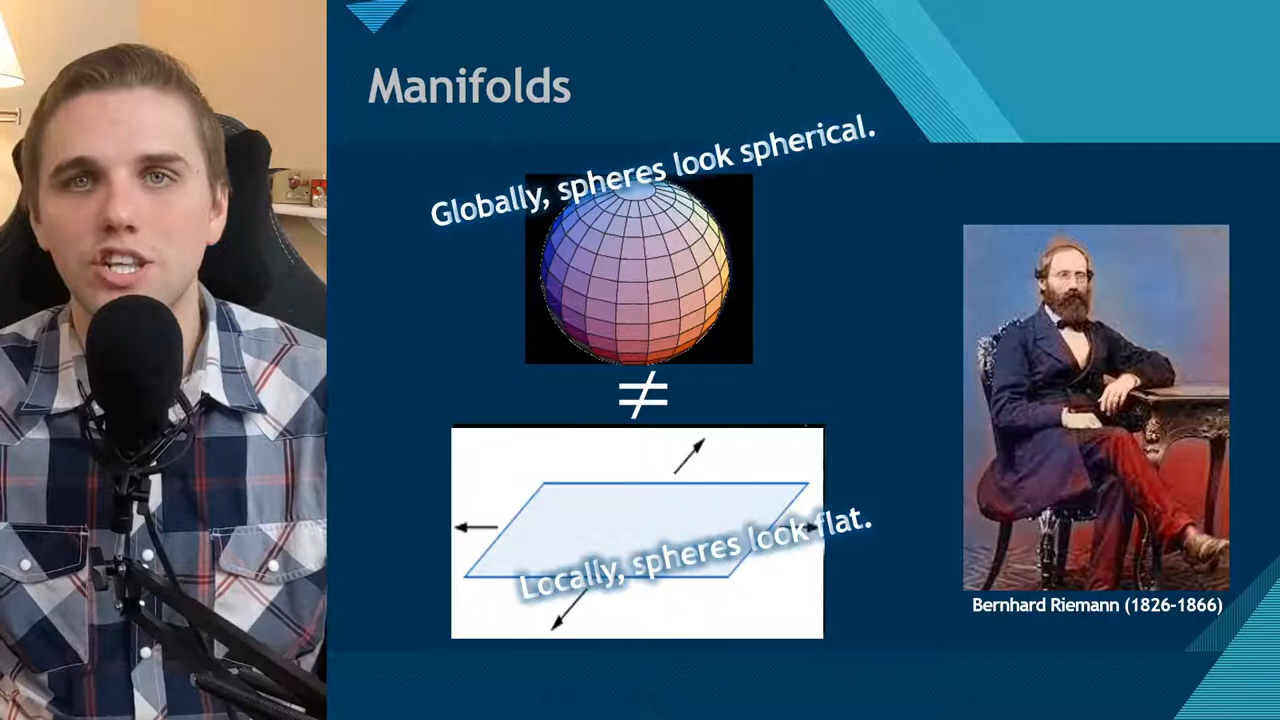 Manifolds
Globally, spheres look spherical.
≠
Locally, spheres look flat.
Bernhard Riemann (1826-1866)